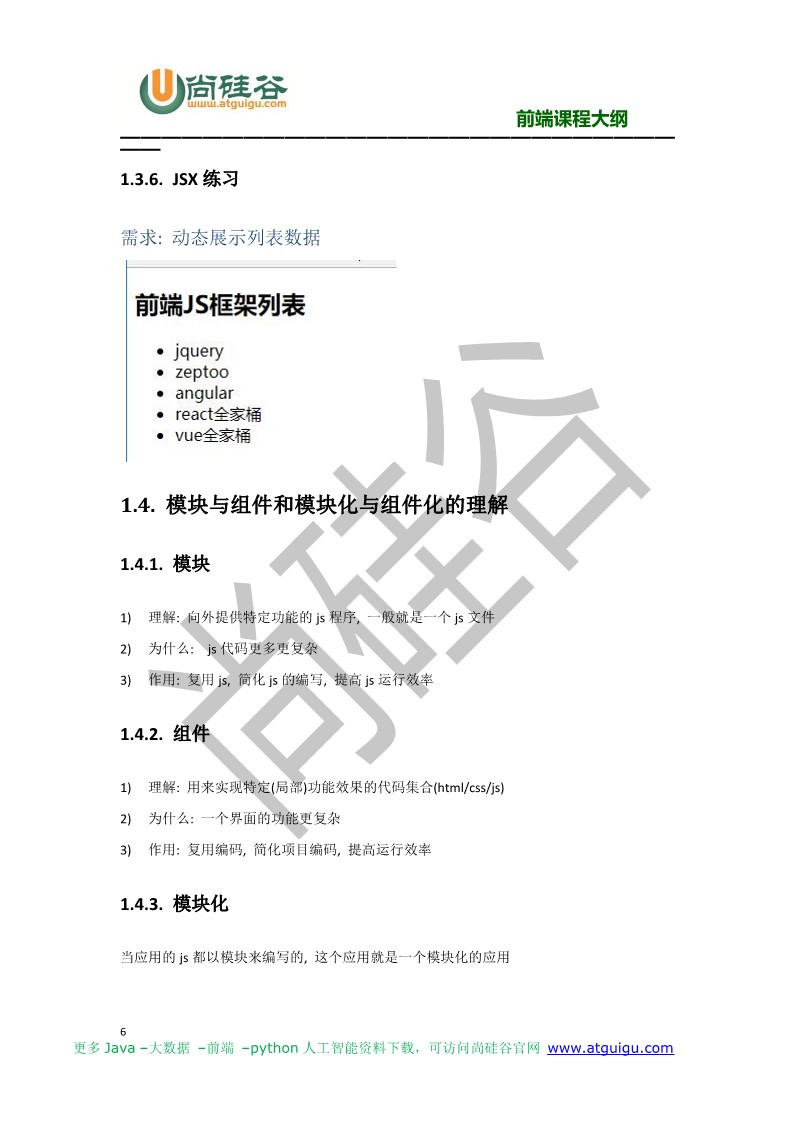 尚硅谷
www.atguigu.com
前端课程大纲
1.3.6. JSX 练习
需求: 动态展示列表数据
前端JS框架列表
jquery
zeptoo
angular
react全家桶
vue全家桶
尚硅谷
1.4. 模块与组件和模块化与组件化的理解
1.4.1. 模块
1) 理解: 向外提供特定功能的 js 程序, 一般就是一个 js 文件
2) 为什么: js 代码更多更复杂
3) 作用: 复用 js, 简化 js 的编写, 提高 js 运行效率
1.4.2. 组件
1) 理解: 用来实现特定(局部)功能效果的代码集合(html/css/js)
2) 为什么: 一个界面的功能更复杂
3) 作用: 复用编码, 简化项目编码, 提高运行效率
1.4.3. 模块化
当应用的 js 都以模块来编写的, 这个应用就是一个模块化的应用
6
更多 Java –大数据 –前端 –python 人工智能资料下载，可访问尚硅谷官网 www.atguigu.com